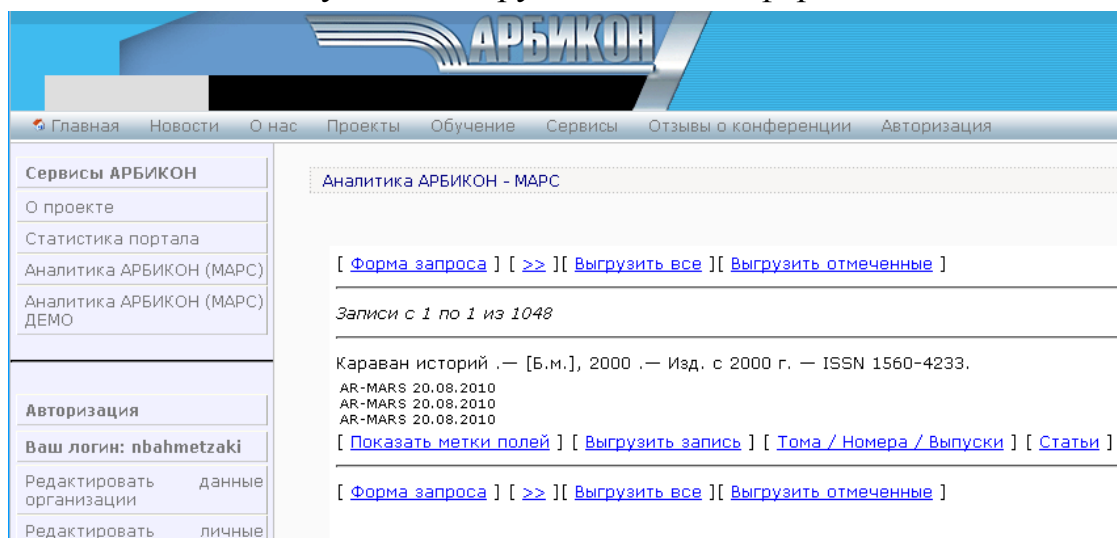 АРБИКОН
Главная Новости О нас Проекты Обучение Сервисы Отзывы о конференции Авторизация
Сервисы АРБИКОН
О проекте
Статистика портала
Аналитика АРБИКОН (МАРС)
Аналитика АРБИКОН (МАРС)
ДЕМО
Авторизация
Ваш логин: nbahmetzaki
Редактировать данные
организации
Редактировать личные
Аналитика АРБИКОН - МАРС
[ Форма запроса ] [ >> ][ Выгрузить все ][ Выгрузить отмеченные ]
Записи с 1 по 1 из 1048
Караван историй .— [Б.м.], 2000 .— Изд. с 2000 г. — ISSN 1560-4233.
AR-MARS 20.08.2010
AR-MARS 20.08.2010
AR-MARS 20.08.2010
[ Показать метки полей ] [ Выгрузить запись ] [ Тома / Номера / Выпуски ] [ Статьи ]
[ Форма запроса ] [ >> ][ Выгрузить все ][ Выгрузить отмеченные ]